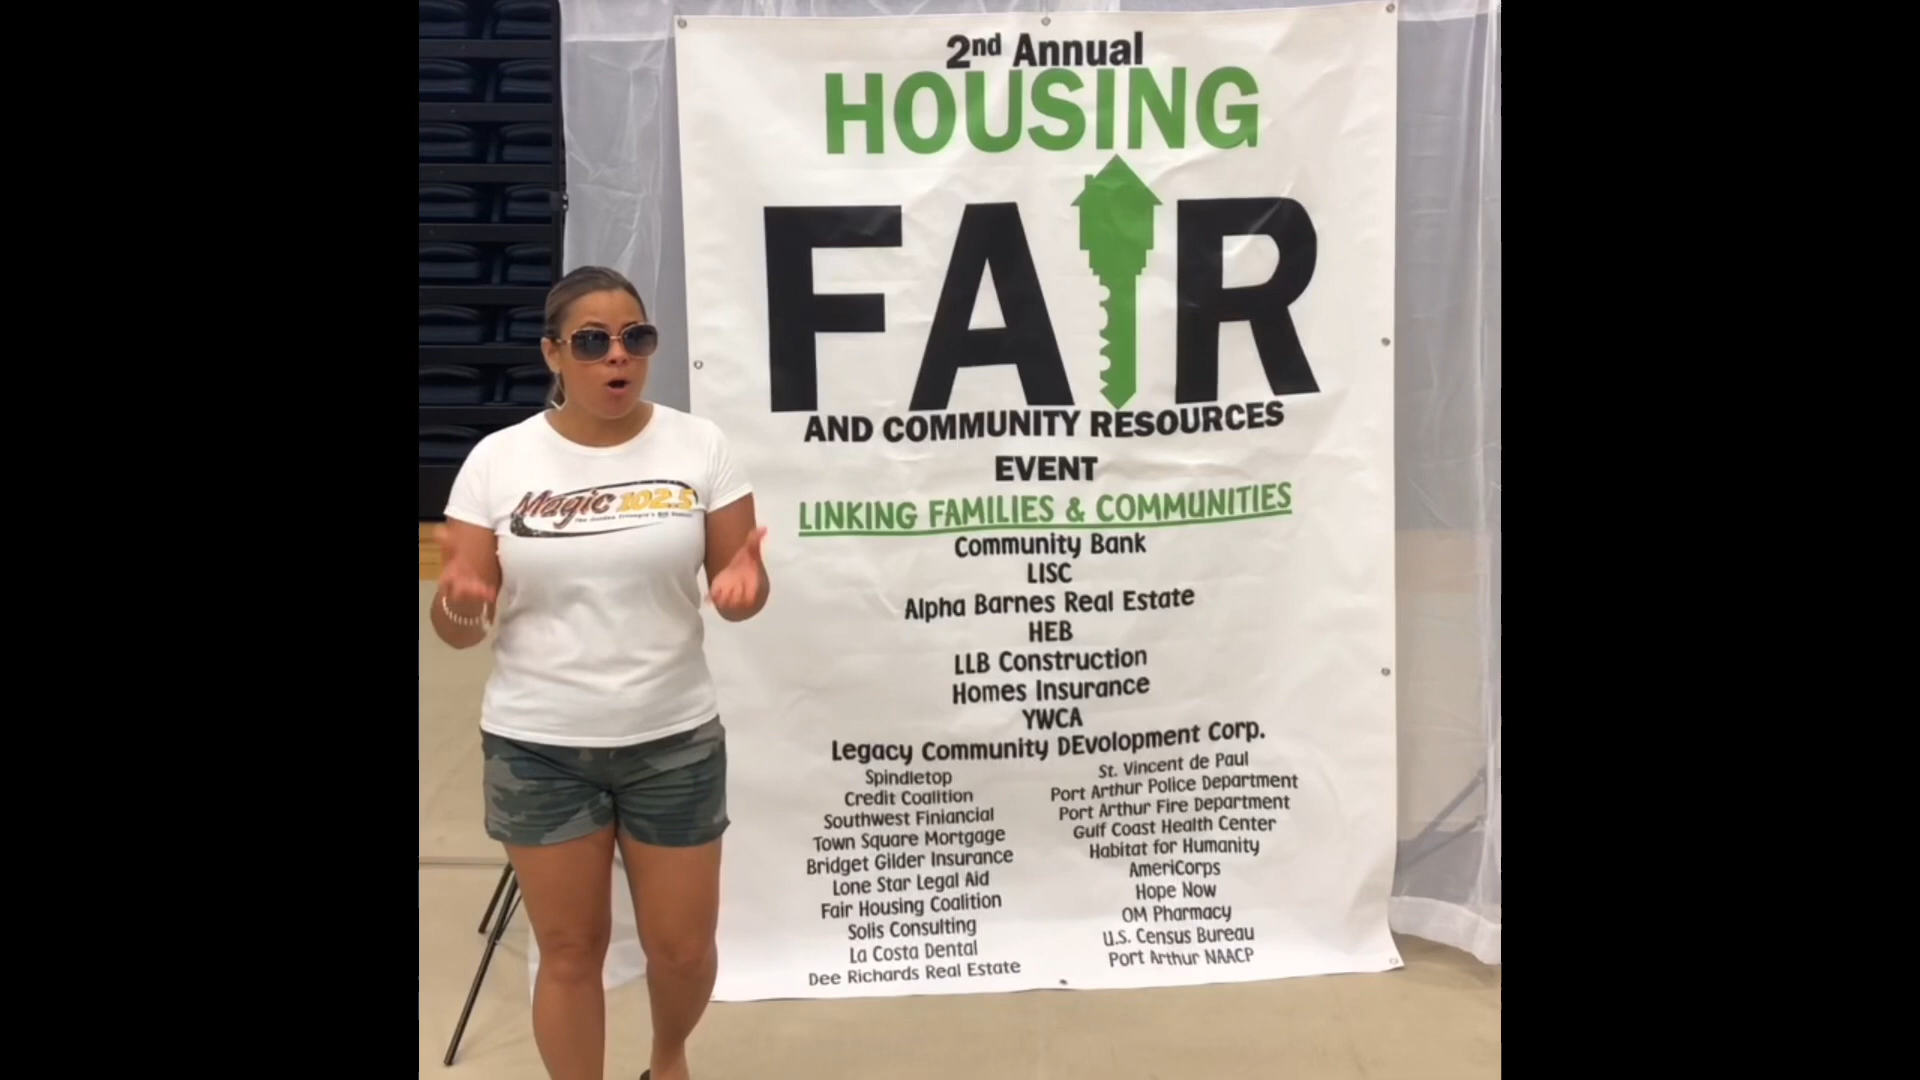 2nd Annual
HOUSING
FAIR
AND COMMUNITY RESOURCES
EVENT
LINKING FAMILIES & COMMUNITIES
Community Bank
LISC
Alpha Barnes Real Estate
HEB
LLB Construction
Homes Insurance
YWCA
Legacy Community DEvolopment Corp.
Spindletop
Credit Coalition
Southwest Finiancial
Town Square Mortgage
Bridget Gilder Insurance
Lone Star Legal Aid
Fair Housing Coalition
Solis Consulting
La Costa Dental
Dee Richards Real Estate
St. Vincent de Paul
Port Arthur Police Department
Port Arthur Fire Department
Gulf Coast Health Center
Habitat for Humanity
AmeriCorps
Hope Now
OM Pharmacy
U.S. Census Bureau
Port Arthur NAACP
Magic 102.5
The Golden Triangle's